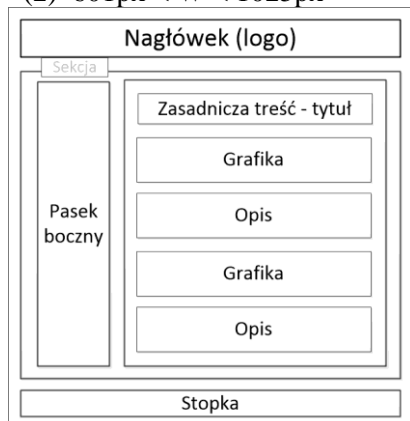 Nagłówek (logo)
Sekcja
Zasadnicza treść - tytuł
Grafika
Opis
Pasek
boczny
Grafika
Opis
Stopka